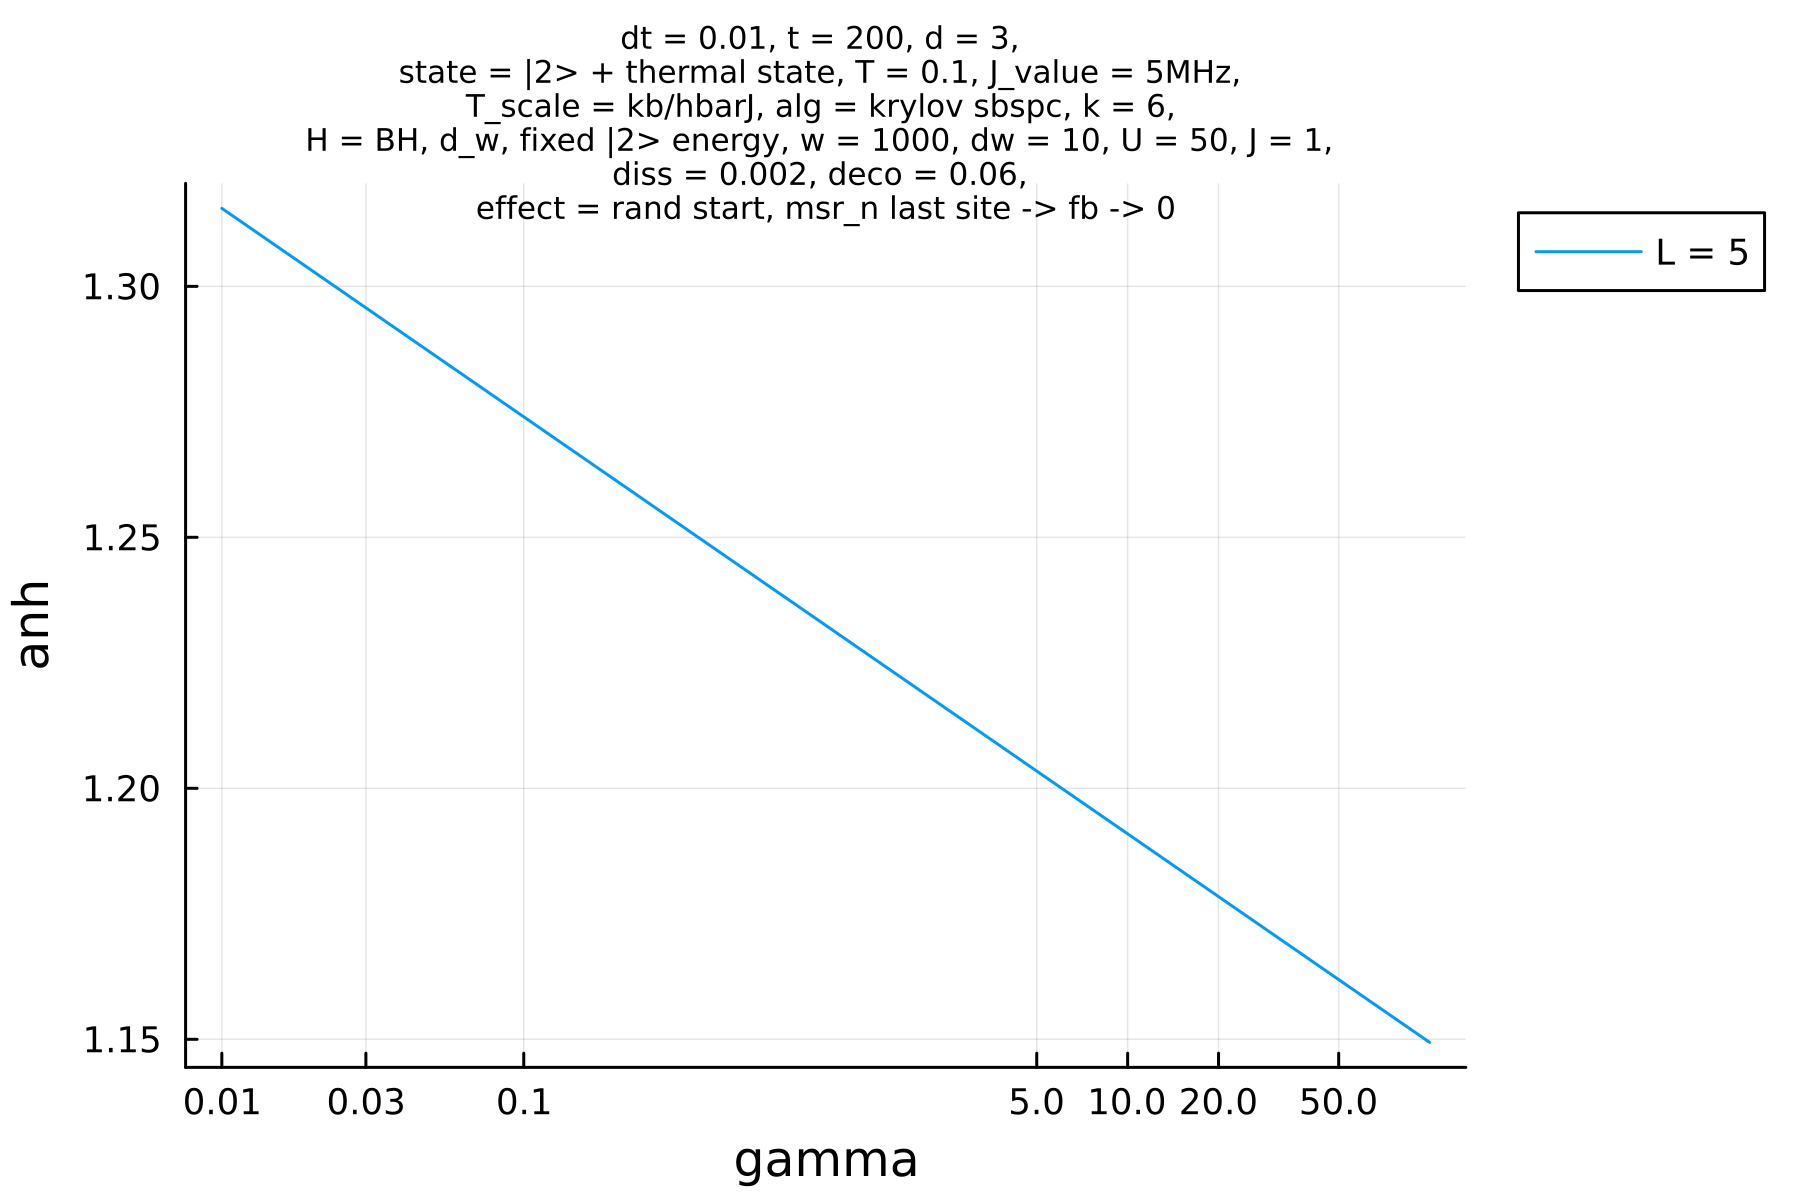 dt = 0.01, t = 200, d = 3,
state = |2> + thermal state, T = 0.1, J_value = 5MHz,
T_scale = kb/hbarJ, alg = krylov sbspc, k = 6,
H = BH, d_w, fixed |2> energy, w = 1000, dw = 10, U = 50, J = 1,
diss = 0.002, deco = 0.06,
effect = rand start, msr_n last site -> fb -> 0
L = 5
1.30
1.25
1.20
1.15
anh
0.01 0.03 0.1 5.0 10.0 20.0 50.0
gamma